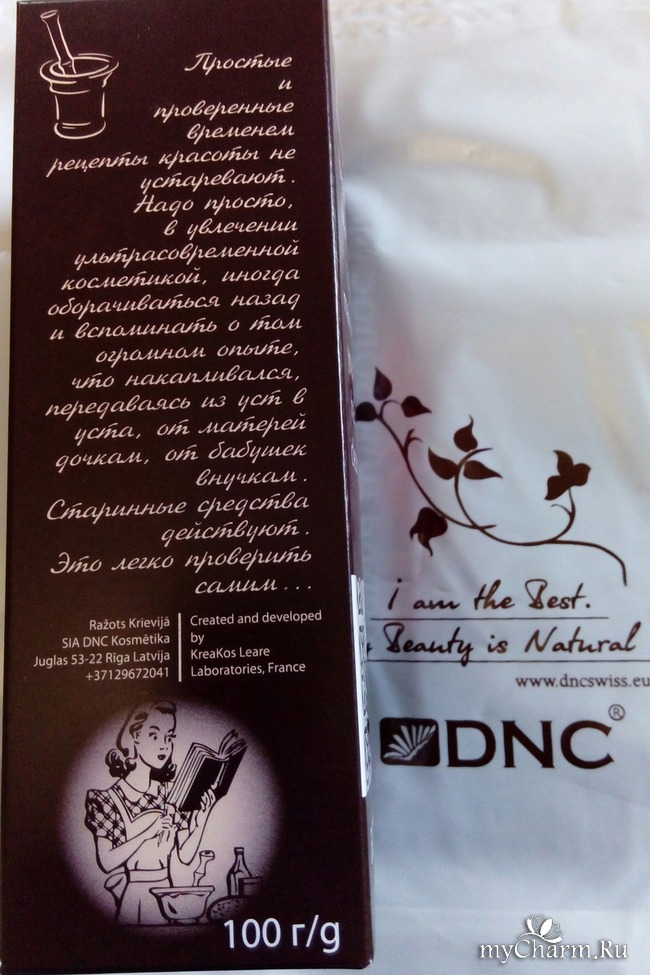 Простые
и
проверенные
временем
рецепты красоты не
устаревают.
Надо просто,
в увлечении
ультрасовременной
косметикой, иногда
оборачиваться назад
и вспоминать о том
огромном опыте,
что накапливался,
передаваясь из уст в
уста, от матерей
дочкам, от бабушек
внучкам.
Старинные средства
действуют.
Это легко проверить
самим...
Ražots Krievijā
SIA DNC Kosmētika
Juglas 53-22 Rīga Latvija
+37129672041
Created and developed
by
KreaKos Leare
Laboratories, France
100 г/g
I am the Best.
Beauty is Natural
www.dncswiss.eu
DNC®
myCharm.Ru